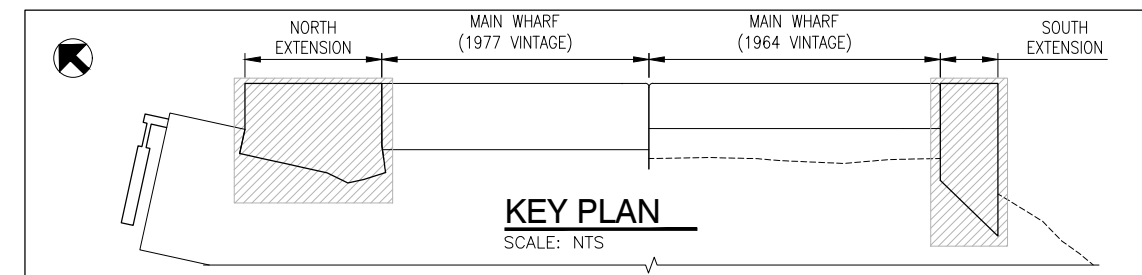 NORTH
EXTENSION
MAIN WHARF
(1977 VINTAGE)
MAIN WHARF
(1964 VINTAGE)
SOUTH
EXTENSION
KEY PLAN
SCALE: NTS